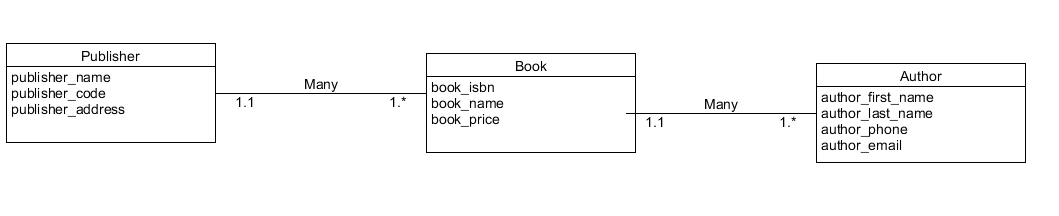 Publisher
publisher_name
publisher_code
publisher_address
Many
1.1
1.*
Book
book_isbn
book_name
book_price
Many
1.1
1.*
Author
author_first_name
author_last_name
author_phone
author_email